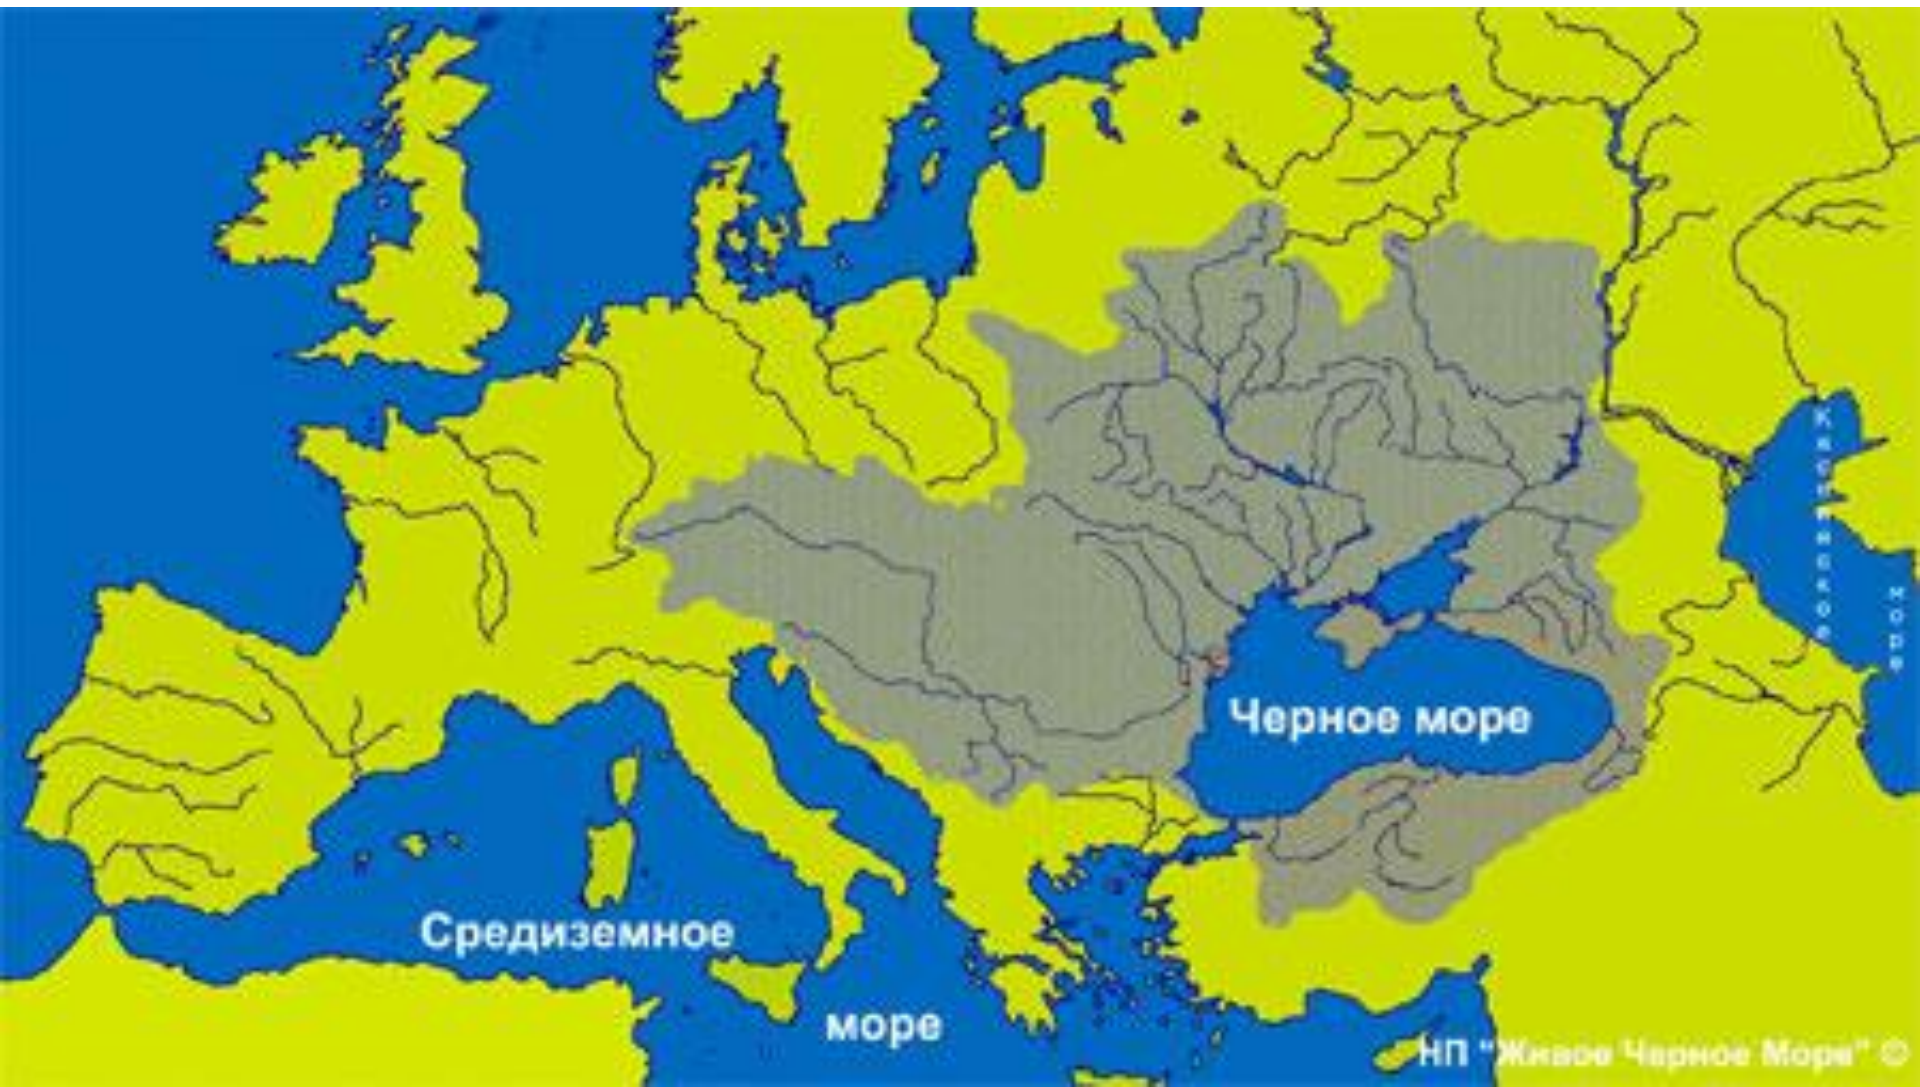 Каспийское
море
Черное море
Средиземное
море
НП "Живое Черное Море" ©